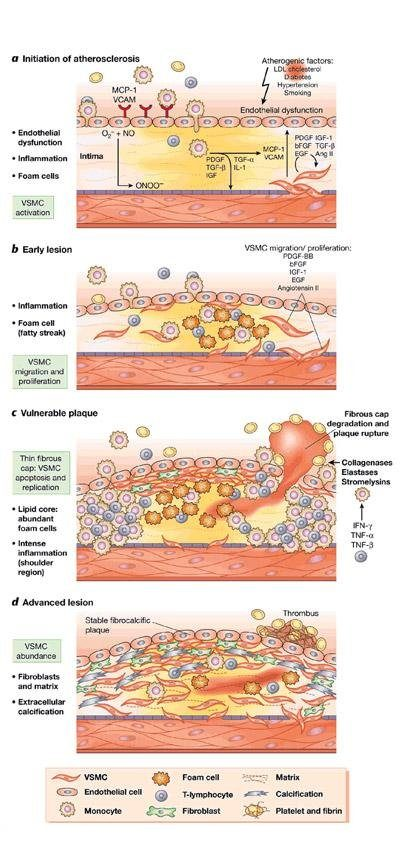 a Initiation of atherosclerosis
Atherogenic factors:
LDL cholesterol
Diabetes
Hypertension
Smoking
MCP-1
VCAM
Endothelial dysfunction
• Endothelial
dysfunction
• Inflammation
• Foam cells
VSMC
activation
O₂⁻ + NO
Intima
ONOO⁻
PDGF
TGF-β
IGF
TGF-α
IL-1
MCP-1
VCAM
PDGF IGF-1
bFGF TGF-β
EGF Ang II
b Early lesion
VSMC migration/ proliferation:
PDGF-BB
bFGF
IGF-1
EGF
Angiotensin II
• Inflammation
• Foam cell
(fatty streak)
VSMC
migration and
proliferation
c Vulnerable plaque
Fibrous cap
degradation and
plaque rupture
Thin fibrous
cap: VSMC
apoptosis and
replication
• Lipid core:
abundant
foam cells
• Intense
inflammation
(shoulder
region)
Collagenases
Elastases
Stromelysins
IFN-γ
TNF-α
TNF-β
d Advanced lesion
Stable fibrocalcific
plaque
Thrombus
VSMC
abundance
• Fibroblasts
and matrix
• Extracellular
calcification
VSMC
Foam cell
Matrix
Endothelial cell
T-lymphocyte
Calcification
Monocyte
Fibroblast
Platelet and fibrin